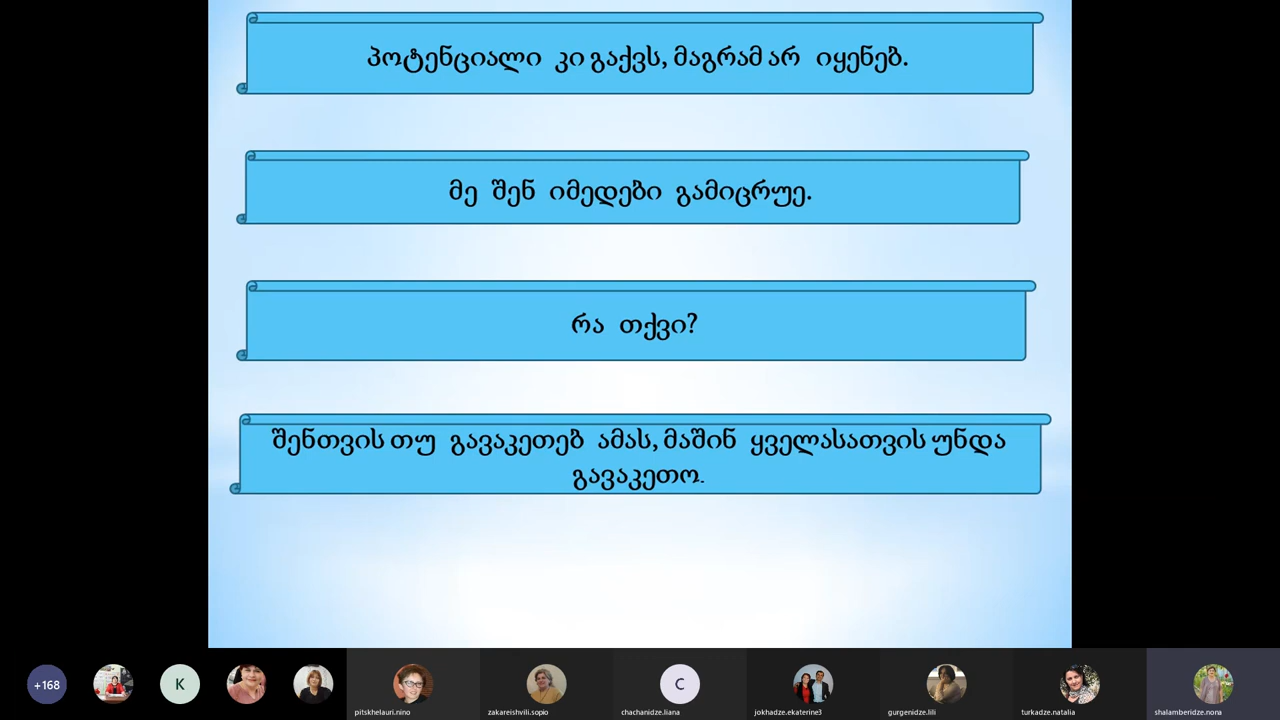 პოტენციალი კი გაქვს, მაგრამ არ იყენებ.
მე შენ იმედები გამიცრუე.
რა თქვი?
შენთვის თუ გავაკეთებ ამას, მაშინ ყველასათვის უნდა
გავაკეთო.
+168
K
C
pitskhelauri.nino
zakareishvili.sopio
chachanidze.liana
jokhadze.ekaterine3
gurgenidze.lili
turkadze.natalia
shalamberidze.nona